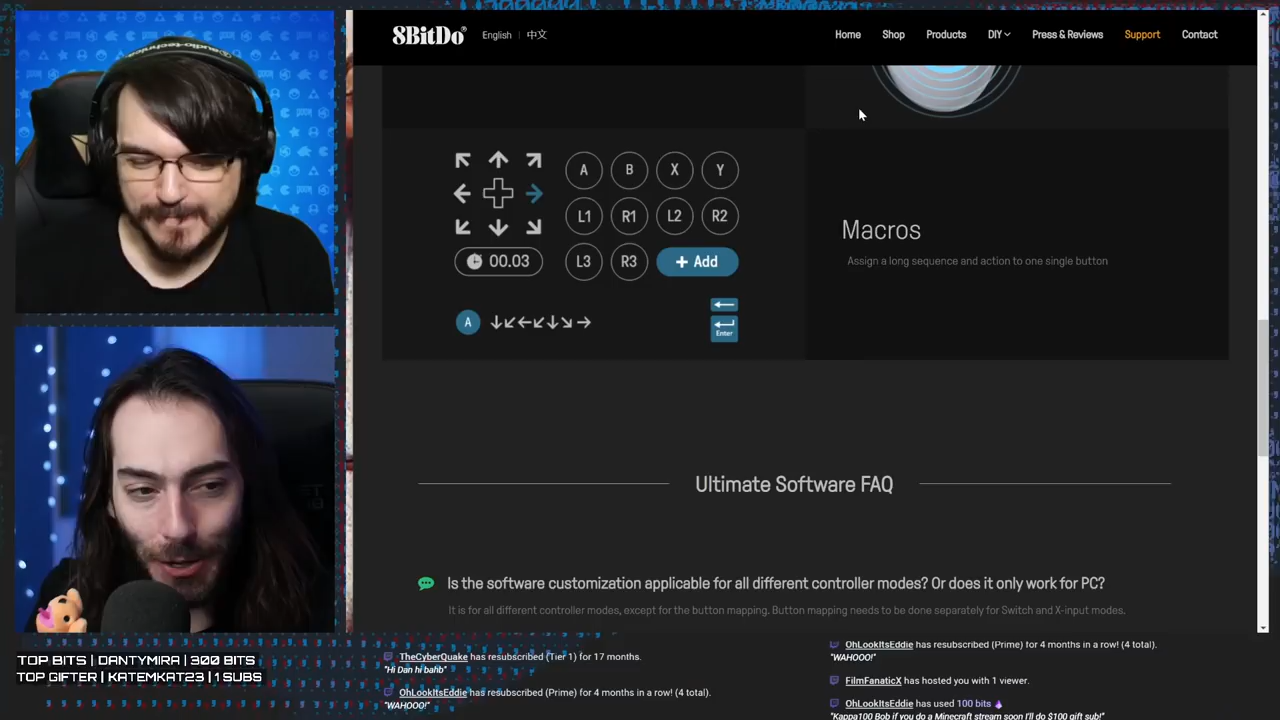 8BitDo
English | 中文
Home Shop Products DIY Press & Reviews Support Contact
A B X Y
L1 R1 L2 R2
00.03 L3 R3 + Add
A
Enter
Macros
Assign a long sequence and action to one single button
Ultimate Software FAQ
Is the software customization applicable for all different controller modes? Or does it only work for PC?
It is for all different controller modes, except for the button mapping. Button mapping needs to be done separately for Switch and X-input modes.
audio-technica
TOP BITS | DANTYMIRA | 300 BITS
TOP GIFTER | KATEMKAT23 | 1 SUBS
TheCyberQuake has resubscribed (Tier 1) for 17 months.
"Hi Dan hi bañb"
OhLookItsEddie has resubscribed (Prime) for 4 months in a row! (4 total).
"WAHOOO!"
OhLookItsEddie has resubscribed (Prime) for 4 months in a row! (4 total).
"WAHOOO!"
FilmFanaticX has hosted you with 1 viewer.
OhLookItsEddie has used 100 bits
"Kappa100 Bob if you do a Minecraft stream soon I'll do $100 gift sub!"